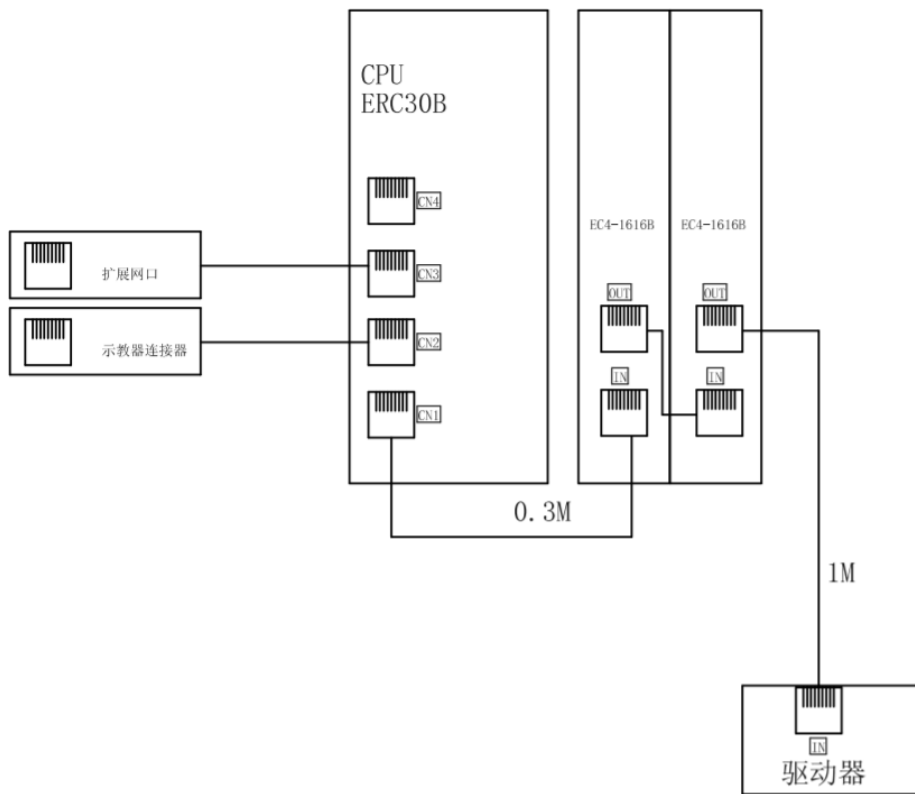 CPU
ERC30B
CN4
EC4-1616B
EC4-1616B
扩展网口
CN3
OUT
OUT
示教器连接器
CN2
IN
IN
CN1
0.3M
1M
IN
驱动器